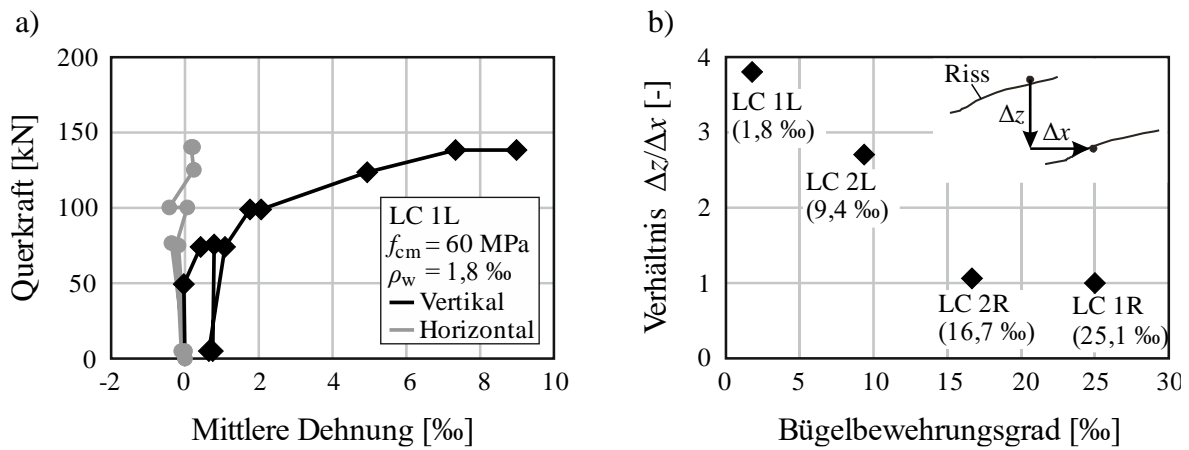 a)
200
150
100
50
0
Querkraft [kN]
-2
0
2
4
6
8
10
Mittlere Dehnung [‰]
LC 1L
fcm = 60 MPa
ρw = 1,8 ‰
Vertikal
Horizontal
b)
4
3
2
1
0
Verhältnis Δz/Δx [-]
0
5
10
15
20
25
30
Bügelbewehrungsgrad [‰]
LC 1L
(1,8 ‰)
LC 2L
(9,4 ‰)
LC 2R
(16,7 ‰)
LC 1R
(25,1 ‰)
Riss
Δz
Δx